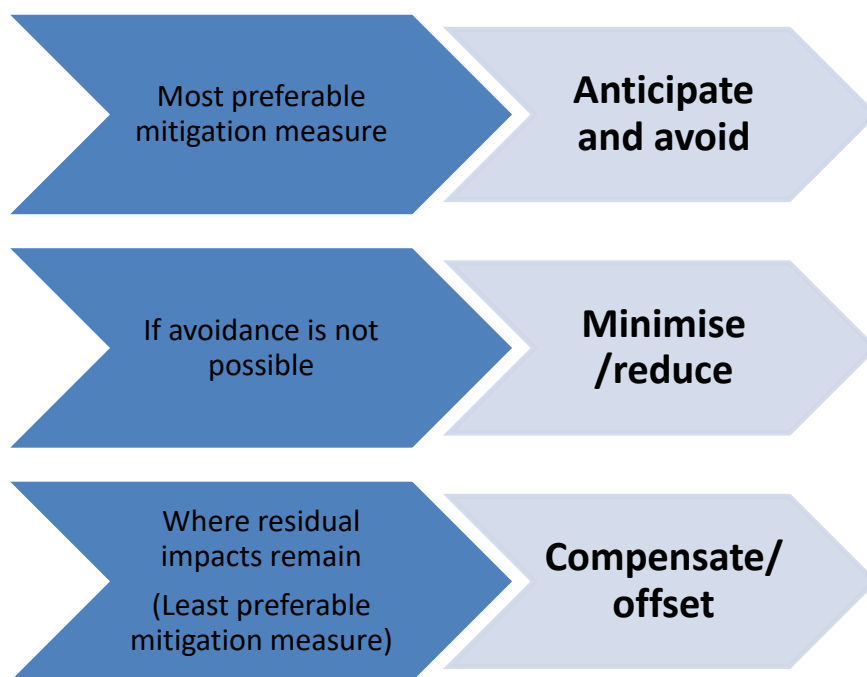 Most preferable
mitigation measure
Anticipate
and avoid
If avoidance is not
possible
Minimise
/reduce
Where residual
impacts remain
(Least preferable
mitigation measure)
Compensate/
offset